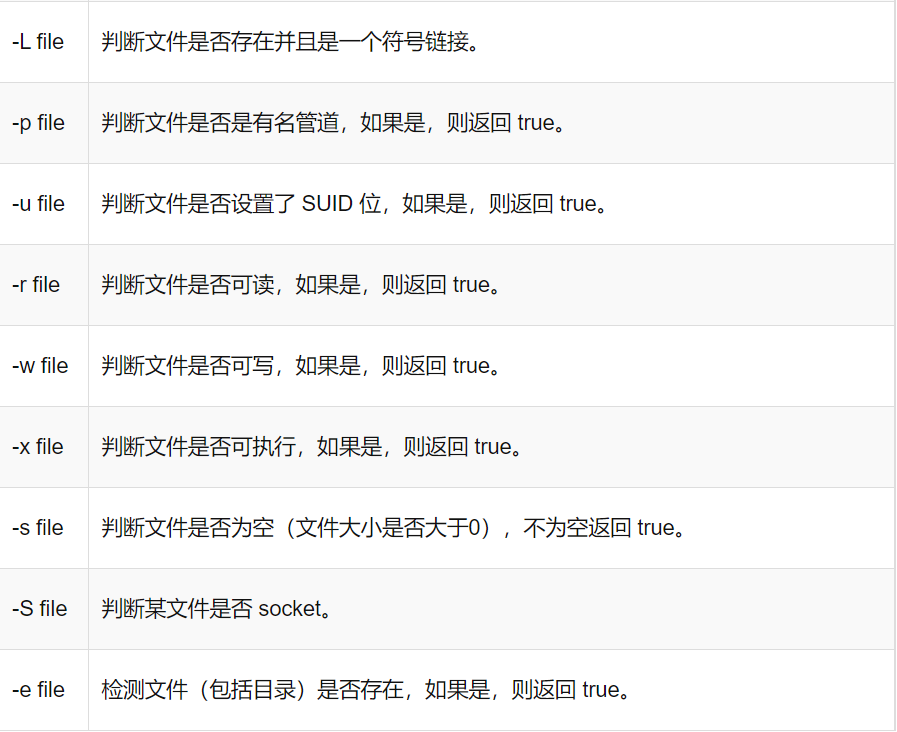 -L file 判断文件是否存在并且是一个符号链接。
-p file 判断文件是否是有名管道，如果是，则返回 true。
-u file 判断文件是否设置了 SUID 位，如果是，则返回 true。
-r file 判断文件是否可读，如果是，则返回 true。
-w file 判断文件是否可写，如果是，则返回 true。
-x file 判断文件是否可执行，如果是，则返回 true。
-s file 判断文件是否为空（文件大小是否大于0），不为空返回 true。
-S file 判断某文件是否 socket。
-e file 检测文件（包括目录）是否存在，如果是，则返回 true。